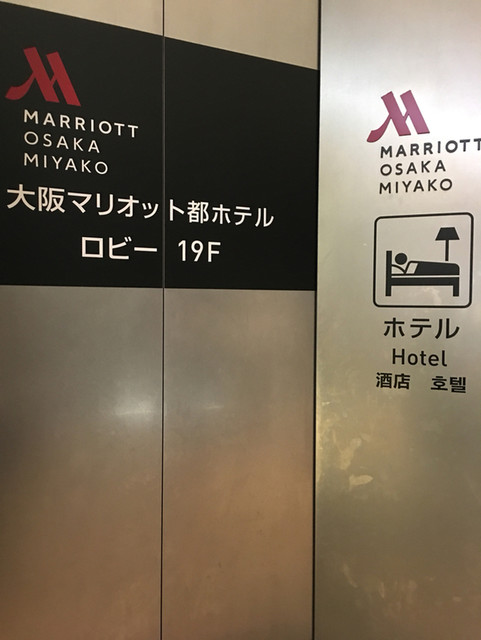 MARRIOTT
OSAKA
MIYAKO
大阪マリオット都ホテル
ロビー 19F
MARRIOTT
OSAKA
MIYAKO
ホテル
Hotel
酒店 호텔